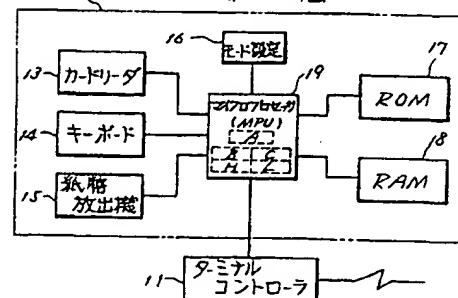 16
モード設定
13
カードリーダ
19
17
ROM
マイクロプロセッサ
(MPU)
A
B C
H L
14
キーボード
18
RAM
15
紙幣
放出機
11
ターミナル
コントローラ